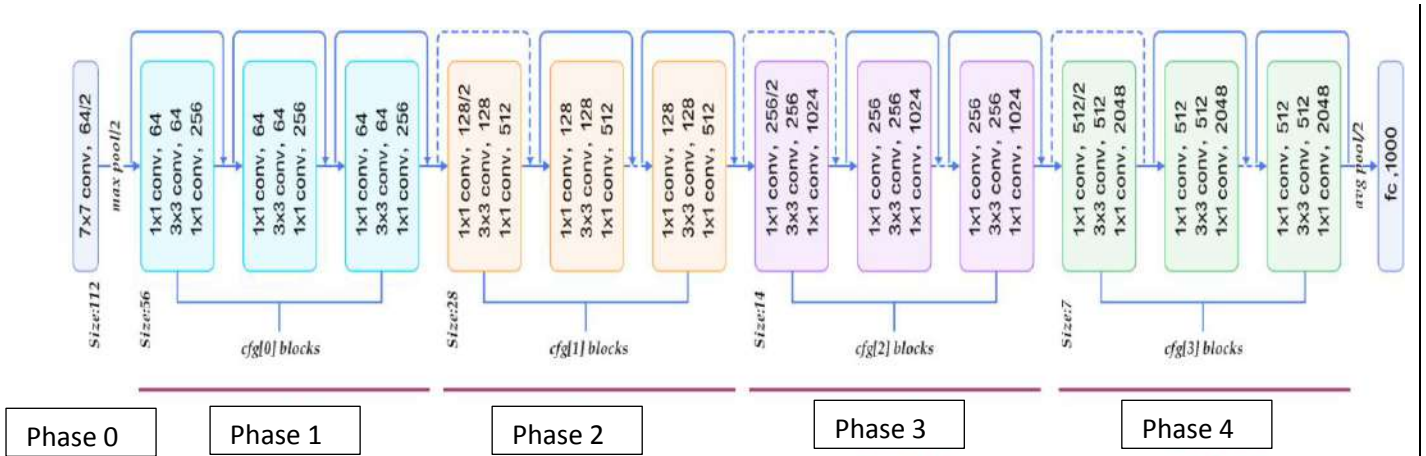 7×7 conv, 64/2
max pool/2
1x1 conv, 64
3x3 conv, 64
1x1 conv, 256
1x1 conv, 64
3x3 conv, 64
1x1 conv, 256
1x1 conv, 64
3x3 conv, 64
1x1 conv, 256
1x1 conv, 128/2
3x3 conv, 128
1x1 conv, 512
1x1 conv, 128
3x3 conv, 128
1x1 conv, 512
1x1 conv, 128
3x3 conv, 128
1x1 conv, 512
1x1 conv, 256/2
3x3 conv, 256
1x1 conv, 1024
1x1 conv, 256
3x3 conv, 256
1x1 conv, 1024
1x1 conv, 256
3x3 conv, 256
1x1 conv, 1024
1x1 conv, 512/2
3x3 conv, 512
1x1 conv, 2048
1x1 conv, 512
3x3 conv, 512
1x1 conv, 2048
1x1 conv, 512
3x3 conv, 512
1x1 conv, 2048
avg pool/2
fc ,1000
Size:112
Size:56
Size:28
Size:14
Size:7
cfg[0] blocks
cfg[1] blocks
cfg[2] blocks
cfg[3] blocks
Phase 0
Phase 1
Phase 2
Phase 3
Phase 4